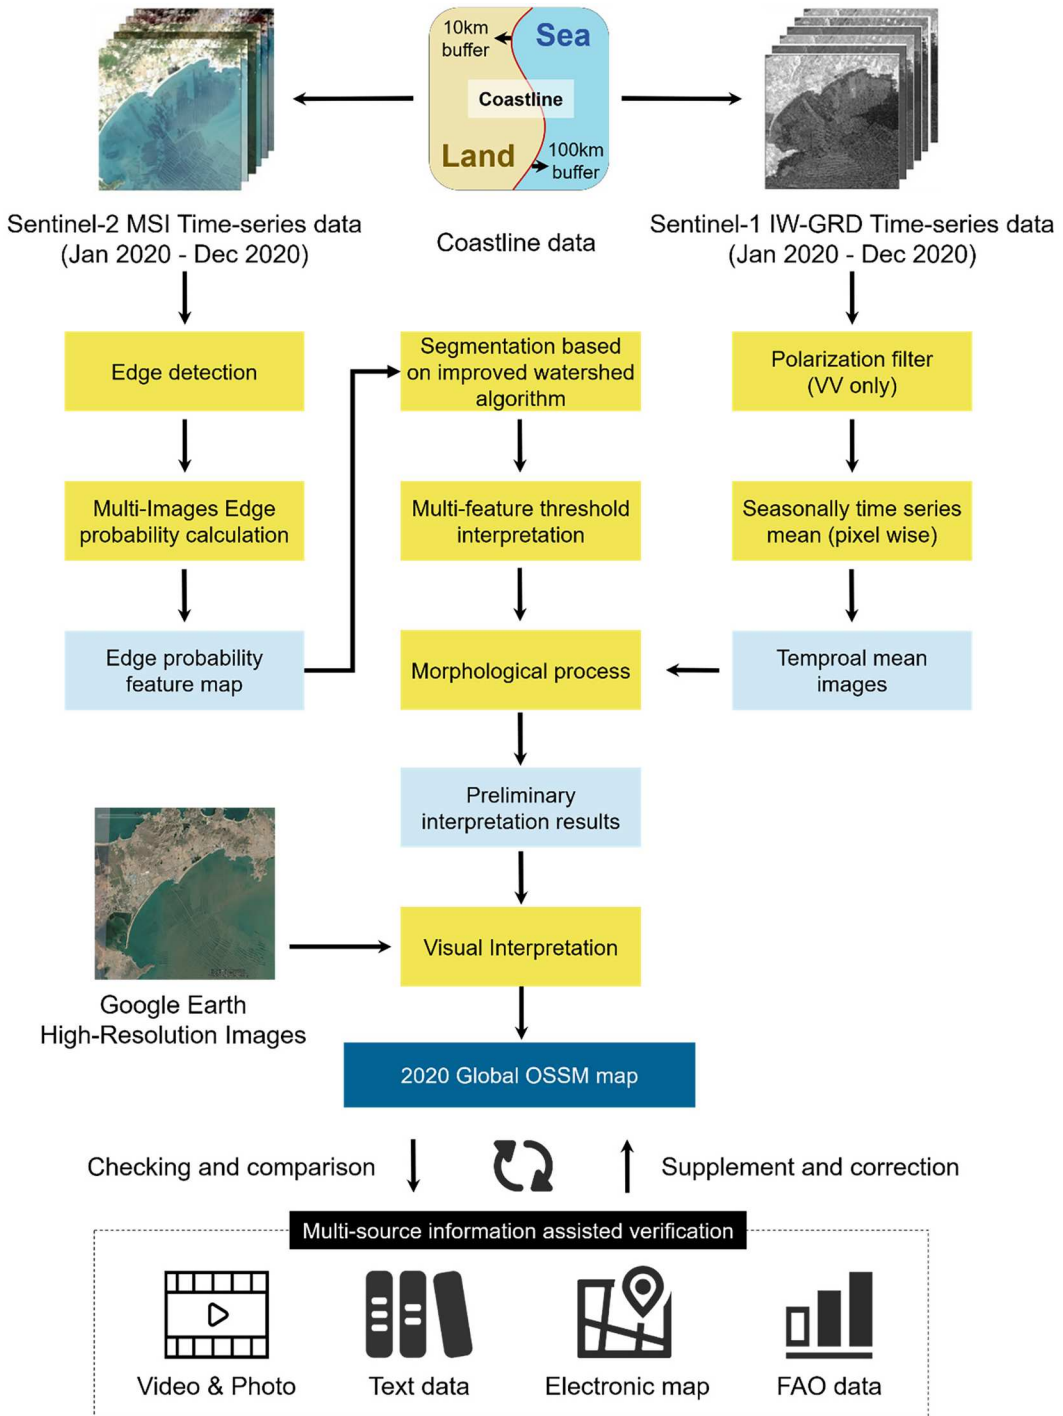 10km
buffer
Sea
Coastline
Land
100km
buffer
Sentinel-2 MSI Time-series data
(Jan 2020 - Dec 2020)
Coastline data
Sentinel-1 IW-GRD Time-series data
(Jan 2020 - Dec 2020)
Edge detection
Segmentation based
on improved watershed
algorithm
Polarization filter
(VV only)
Multi-Images Edge
probability calculation
Multi-feature threshold
interpretation
Seasonally time series
mean (pixel wise)
Edge probability
feature map
Morphological process
Temproal mean
images
Preliminary
interpretation results
Visual Interpretation
Google Earth
High-Resolution Images
2020 Global OSSM map
Checking and comparison
Supplement and correction
Multi-source information assisted verification
Video & Photo
Text data
Electronic map
FAO data